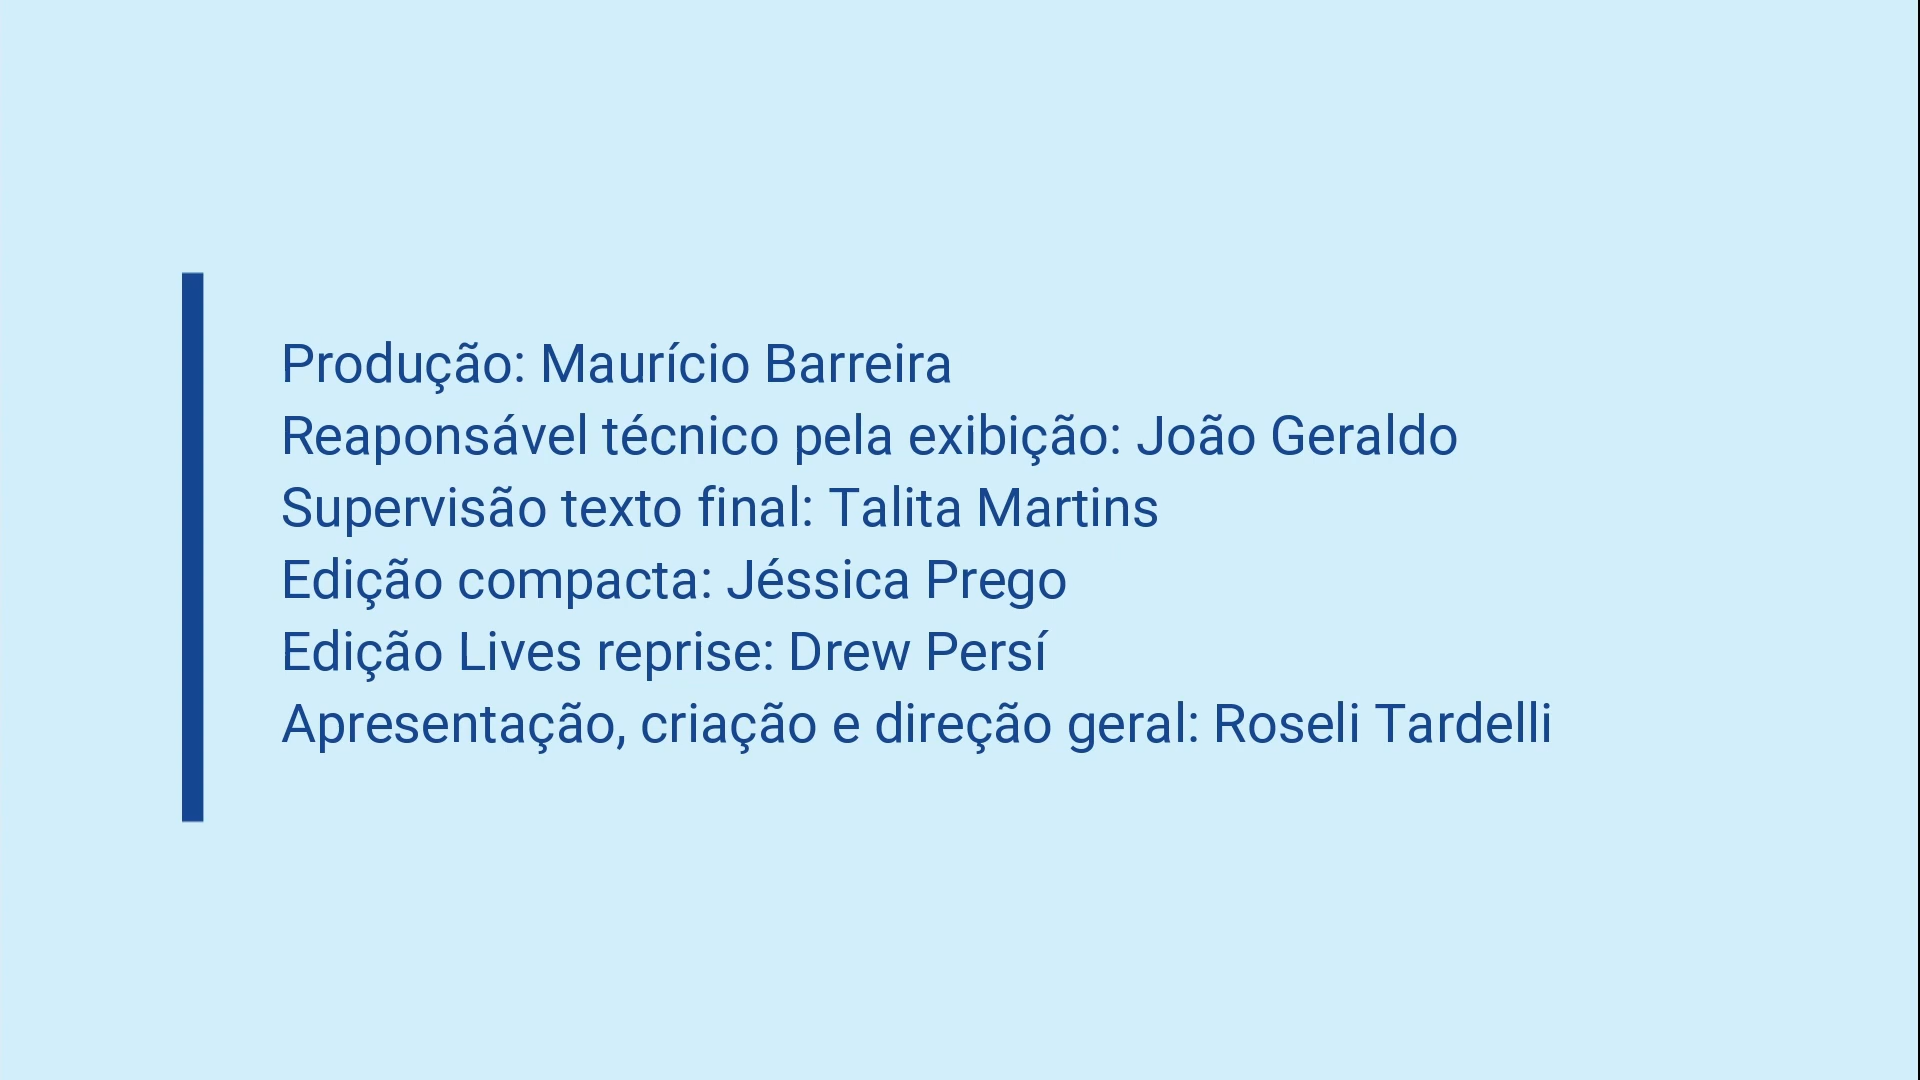 Produção: Maurício Barreira
Reaponsável técnico pela exibição: João Geraldo
Supervisão texto final: Talita Martins
Edição compacta: Jéssica Prego
Edição Lives reprise: Drew Persí
Apresentação, criação e direção geral: Roseli Tardelli